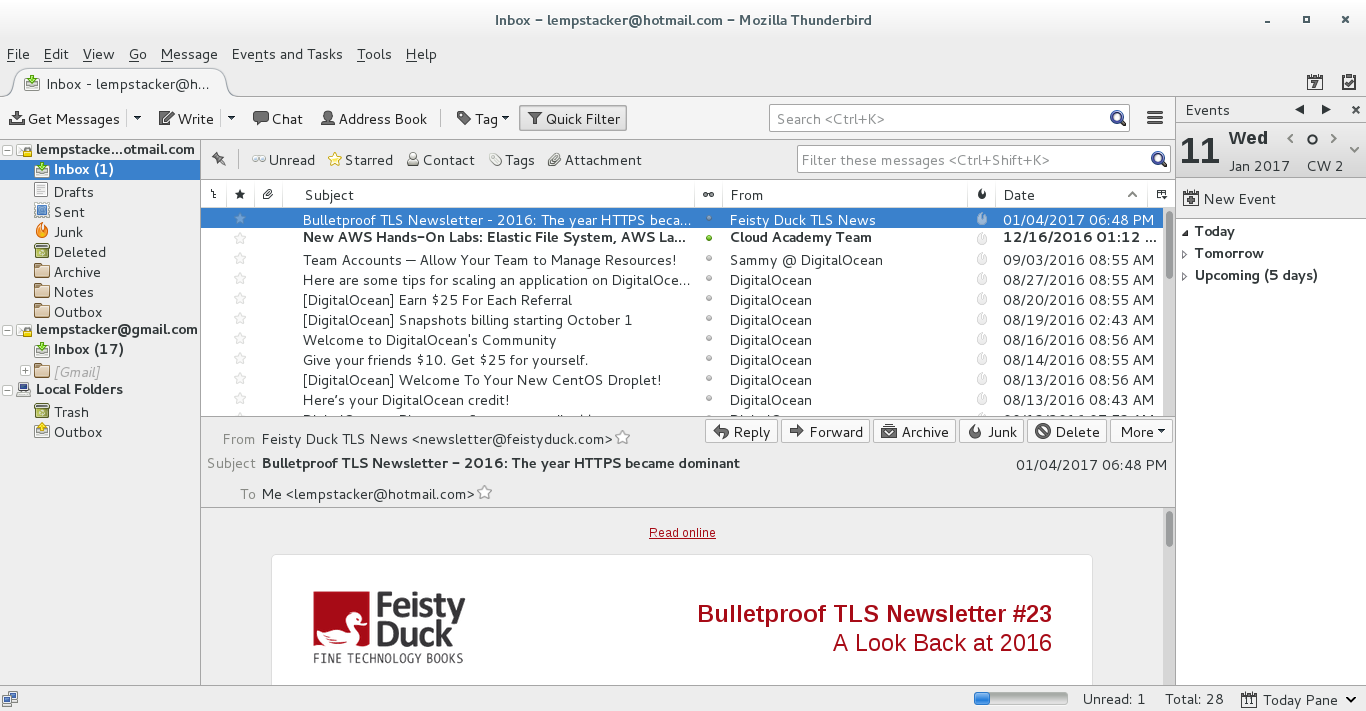 Inbox – lempstacker@hotmail.com – Mozilla Thunderbird
File Edit View Go Message Events and Tasks Tools Help
Inbox - lempstacker@h...
Get Messages Write Chat Address Book Tag Quick Filter Search <Ctrl+K>
Unread Starred Contact Tags Attachment Filter these messages <Ctrl+Shift+K>
lempstacke...otmail.com
Inbox (1)
Drafts
Sent
Junk
Deleted
Archive
Notes
Outbox
lempstacker@gmail.com
Inbox (17)
[Gmail]
Local Folders
Trash
Outbox
Subject From Date
Bulletproof TLS Newsletter - 2016: The year HTTPS beca... Feisty Duck TLS News 01/04/2017 06:48 PM
New AWS Hands-On Labs: Elastic File System, AWS La... Cloud Academy Team 12/16/2016 01:12 ...
Team Accounts — Allow Your Team to Manage Resources! Sammy @ DigitalOcean 09/03/2016 08:55 AM
Here are some tips for scaling an application on DigitalOce... DigitalOcean 08/27/2016 08:55 AM
[DigitalOcean] Earn $25 For Each Referral DigitalOcean 08/20/2016 08:55 AM
[DigitalOcean] Snapshots billing starting October 1 DigitalOcean 08/19/2016 02:43 AM
Welcome to DigitalOcean's Community DigitalOcean 08/16/2016 08:56 AM
Give your friends $10. Get $25 for yourself. DigitalOcean 08/14/2016 08:55 AM
[DigitalOcean] Welcome To Your New CentOS Droplet! DigitalOcean 08/13/2016 08:56 AM
Here's your DigitalOcean credit! DigitalOcean 08/13/2016 08:43 AM
From Feisty Duck TLS News <newsletter@feistyduck.com> Reply Forward Archive Junk Delete More
Subject Bulletproof TLS Newsletter – 2016: The year HTTPS became dominant 01/04/2017 06:48 PM
To Me <lempstacker@hotmail.com>
Read online
Feisty
Duck
FINE TECHNOLOGY BOOKS
Bulletproof TLS Newsletter #23
A Look Back at 2016
Events
7
11 Wed
Jan 2017 CW 2
New Event
Today
Tomorrow
Upcoming (5 days)
Unread: 1 Total: 28 Today Pane